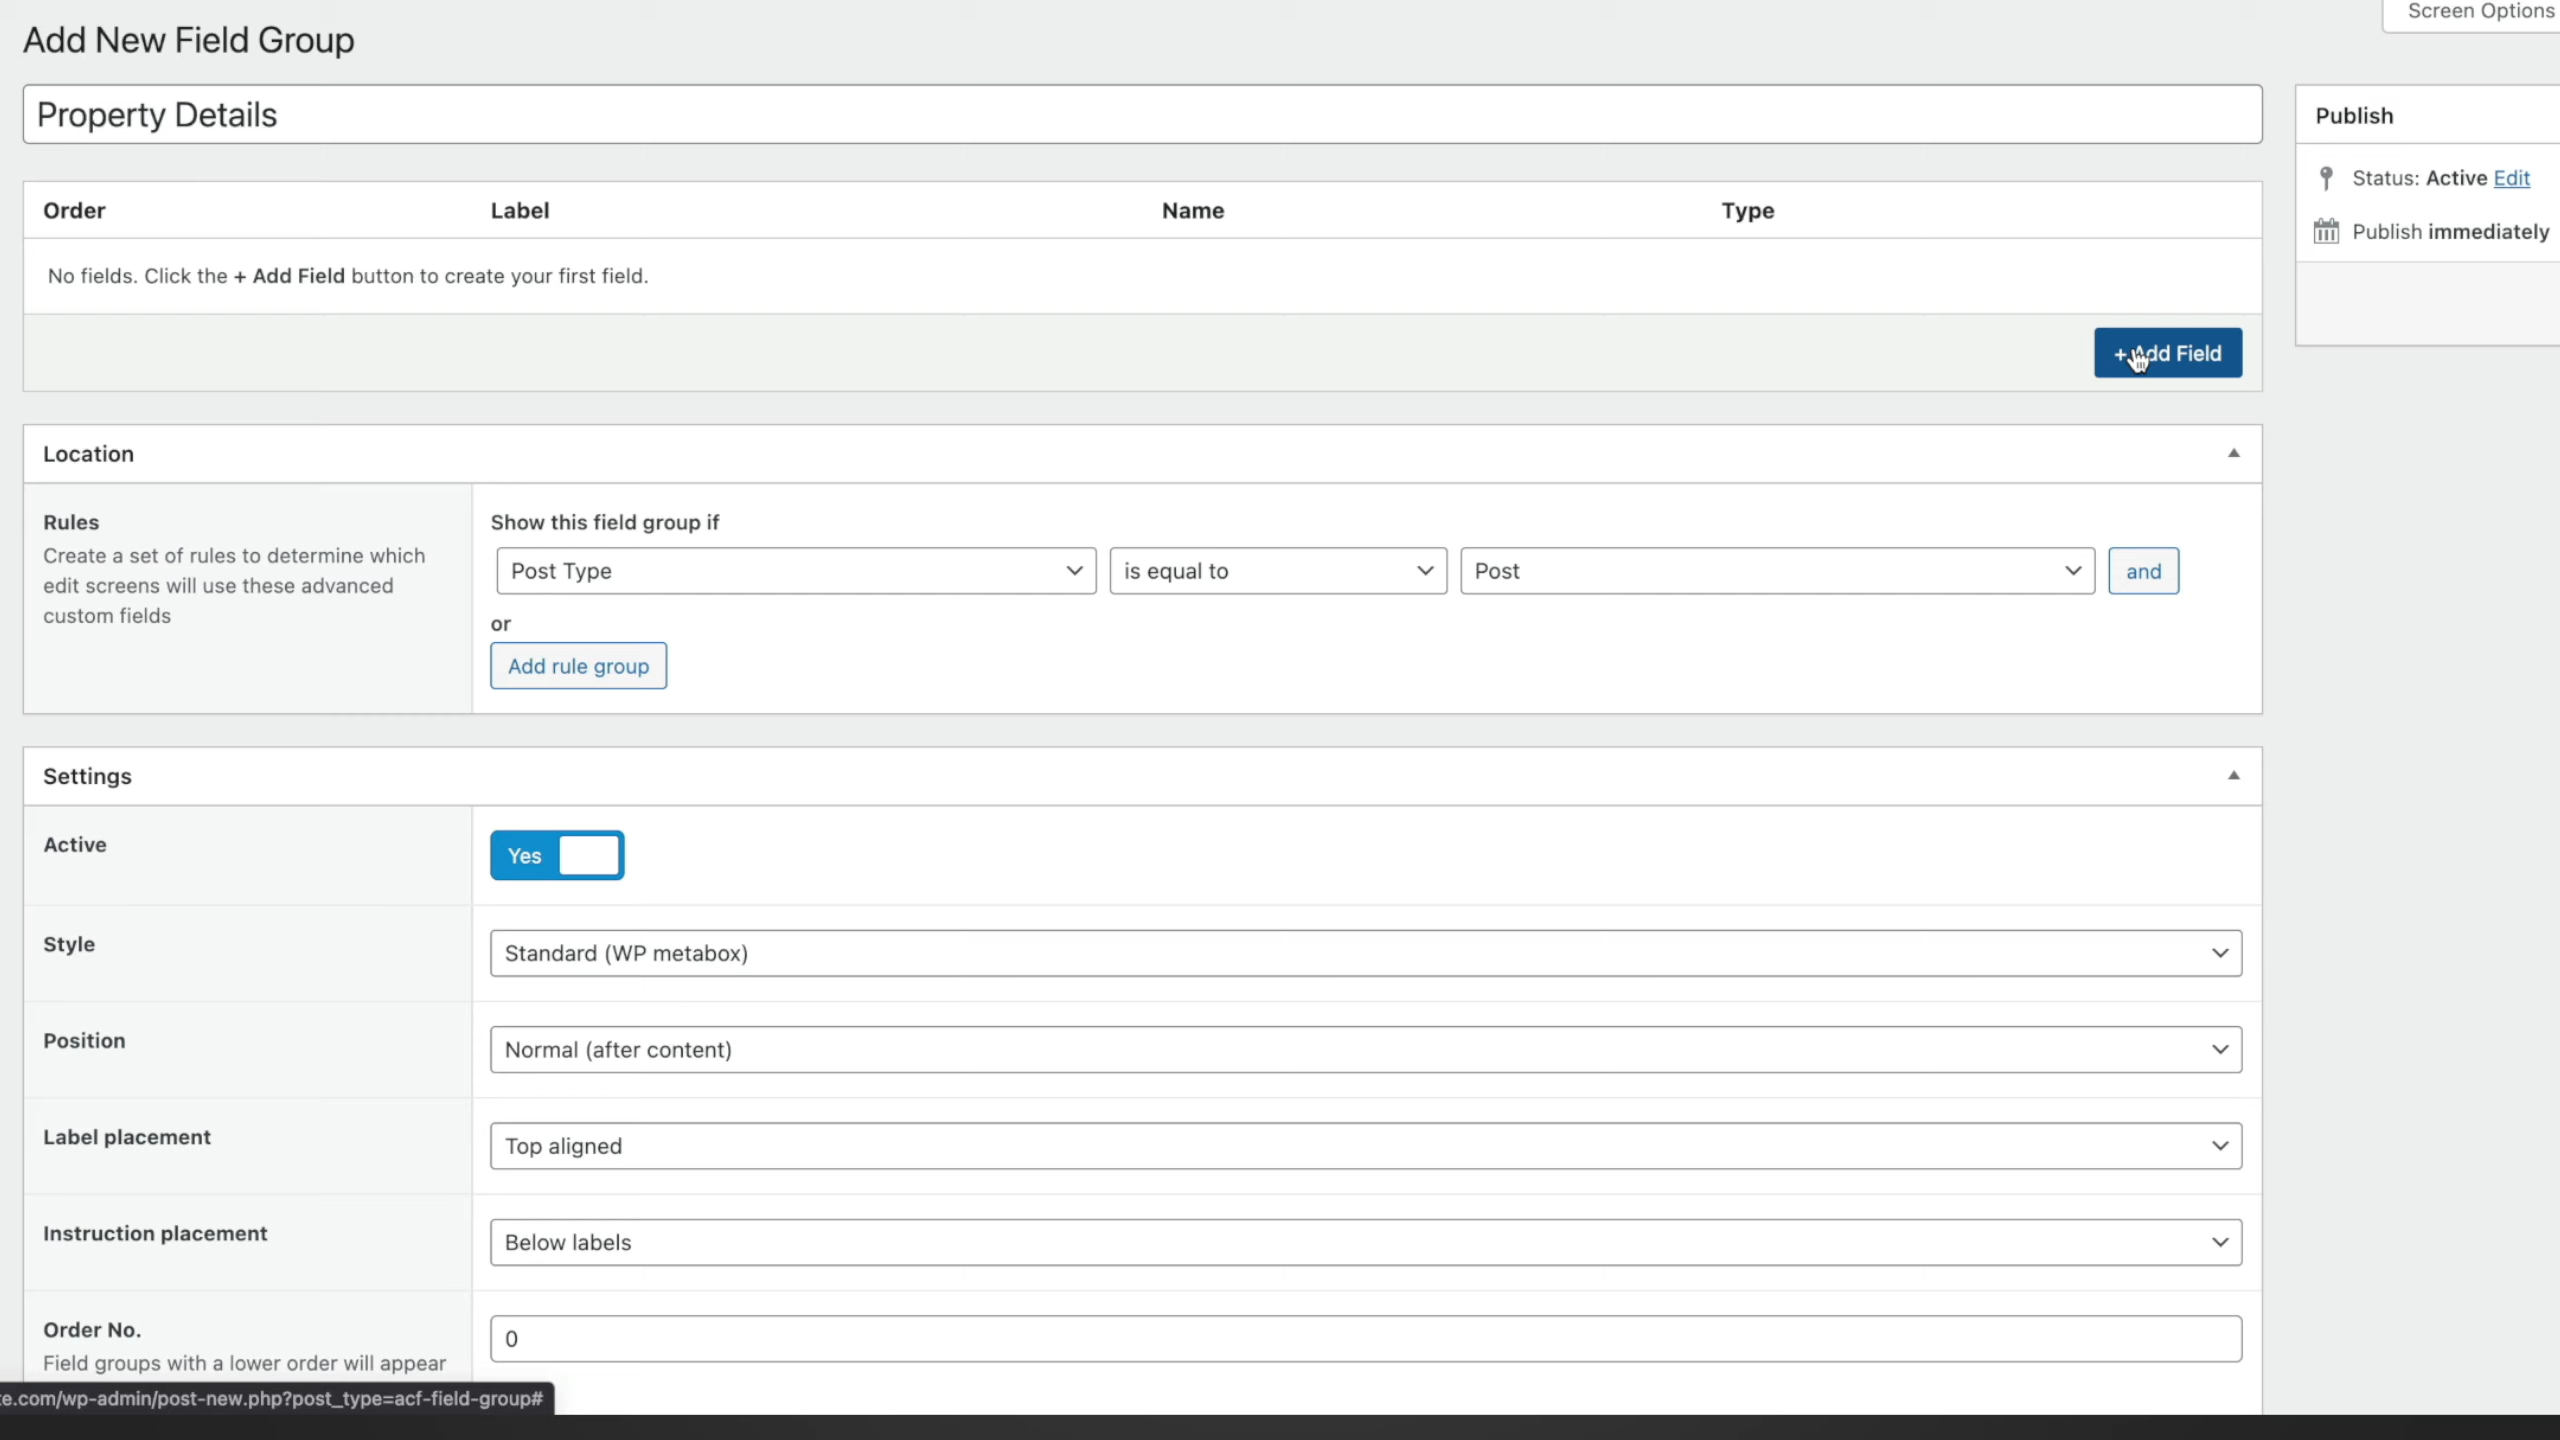 Screen Options
Add New Field Group
Property Details
Publish
Status: Active Edit
Publish immediately
Order Label Name Type
No fields. Click the + Add Field button to create your first field.
+ Add Field
Location
Rules
Create a set of rules to determine which
edit screens will use these advanced
custom fields
Show this field group if
Post Type is equal to Post and
or
Add rule group
Settings
Active
Yes
Style
Standard (WP metabox)
Position
Normal (after content)
Label placement
Top aligned
Instruction placement
Below labels
Order No.
0
Field groups with a lower order will appear
e.com/wp-admin/post-new.php?post_type=acf-field-group#